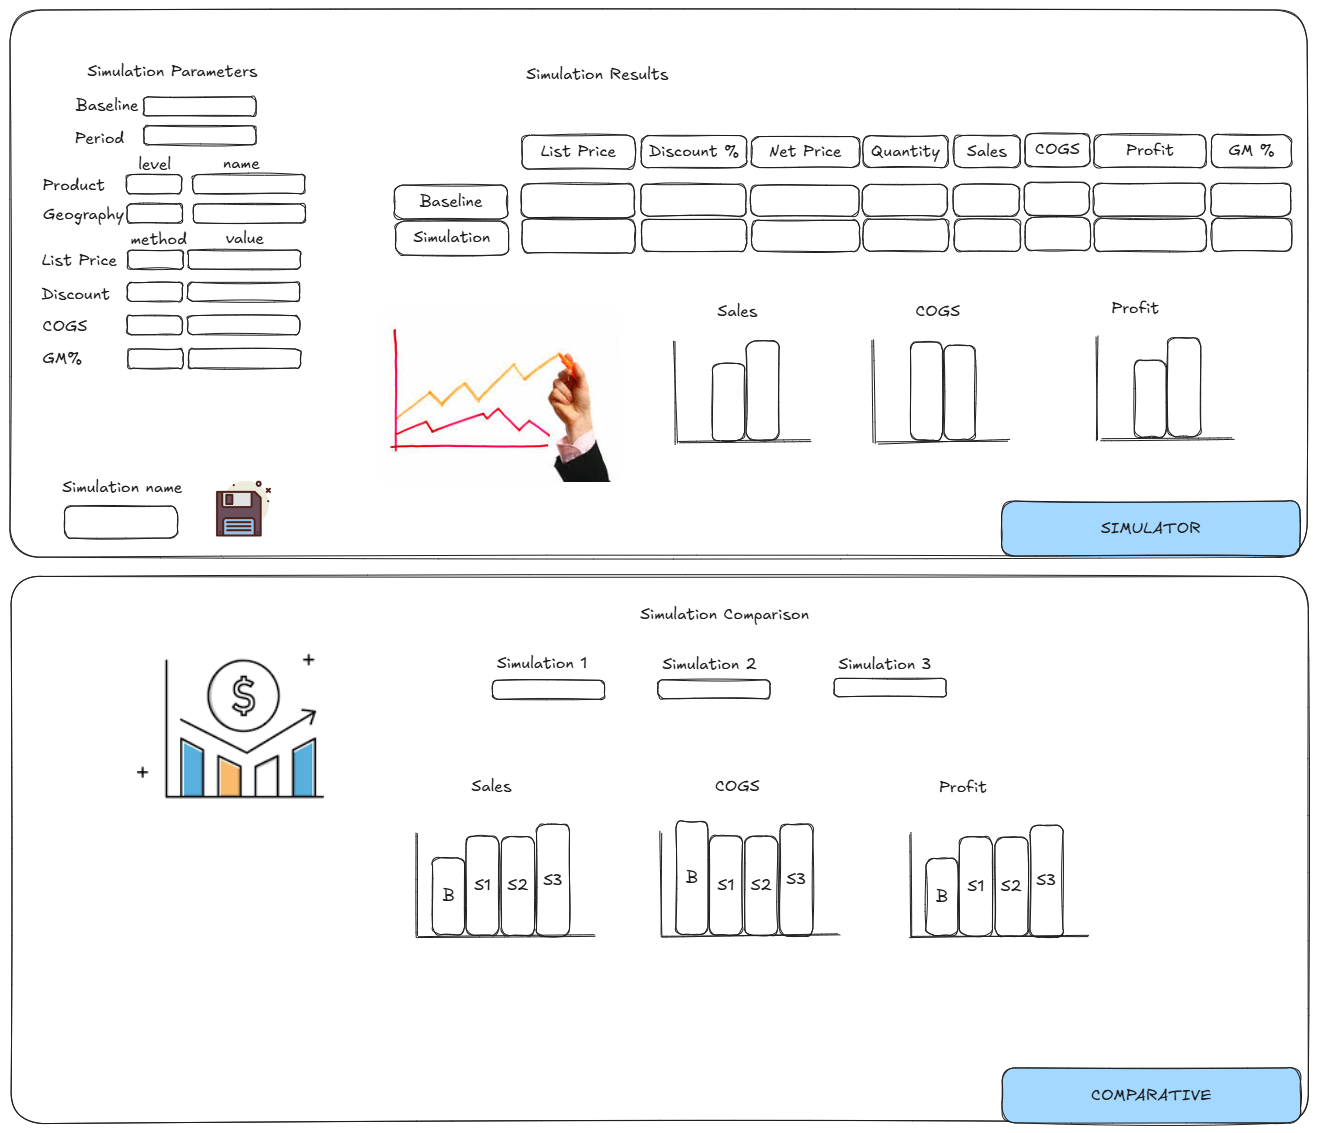 Simulation Parameters
Baseline
Period
level name
Product
Geography
method value
List Price
Discount
COGS
GM%
Simulation name
Simulation Results
List Price Discount % Net Price Quantity Sales COGS Profit GM %
Baseline
Simulation
Sales COGS Profit
SIMULATOR
Simulation Comparison
Simulation 1 Simulation 2 Simulation 3
$
Sales COGS Profit
B S1 S2 S3 B S1 S2 S3 B S1 S2 S3
COMPARATIVE